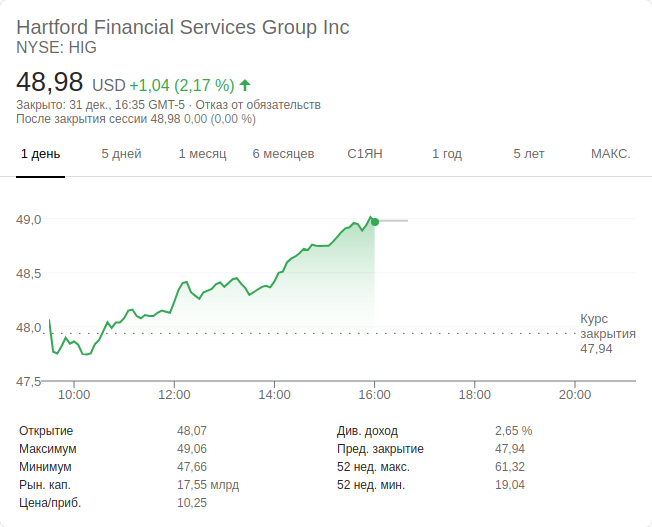 Hartford Financial Services Group Inc
NYSE: HIG
48,98 USD +1,04 (2,17 %)
Закрыто: 31 дек., 16:35 GMT-5 · Отказ от обязательств
После закрытия сессии 48,98 0,00 (0,00 %)
1 день 5 дней 1 месяц 6 месяцев С1ЯН 1 год 5 лет МАКС.
49,0
48,5
48,0
47,5
Курс
закрытия
47,94
10:00 12:00 14:00 16:00 18:00 20:00
Открытие 48,07
Максимум 49,06
Минимум 47,66
Рын. кап. 17,55 млрд
Цена/приб. 10,25
Див. доход 2,65 %
Пред. закрытие 47,94
52 нед. макс. 61,32
52 нед. мин. 19,04